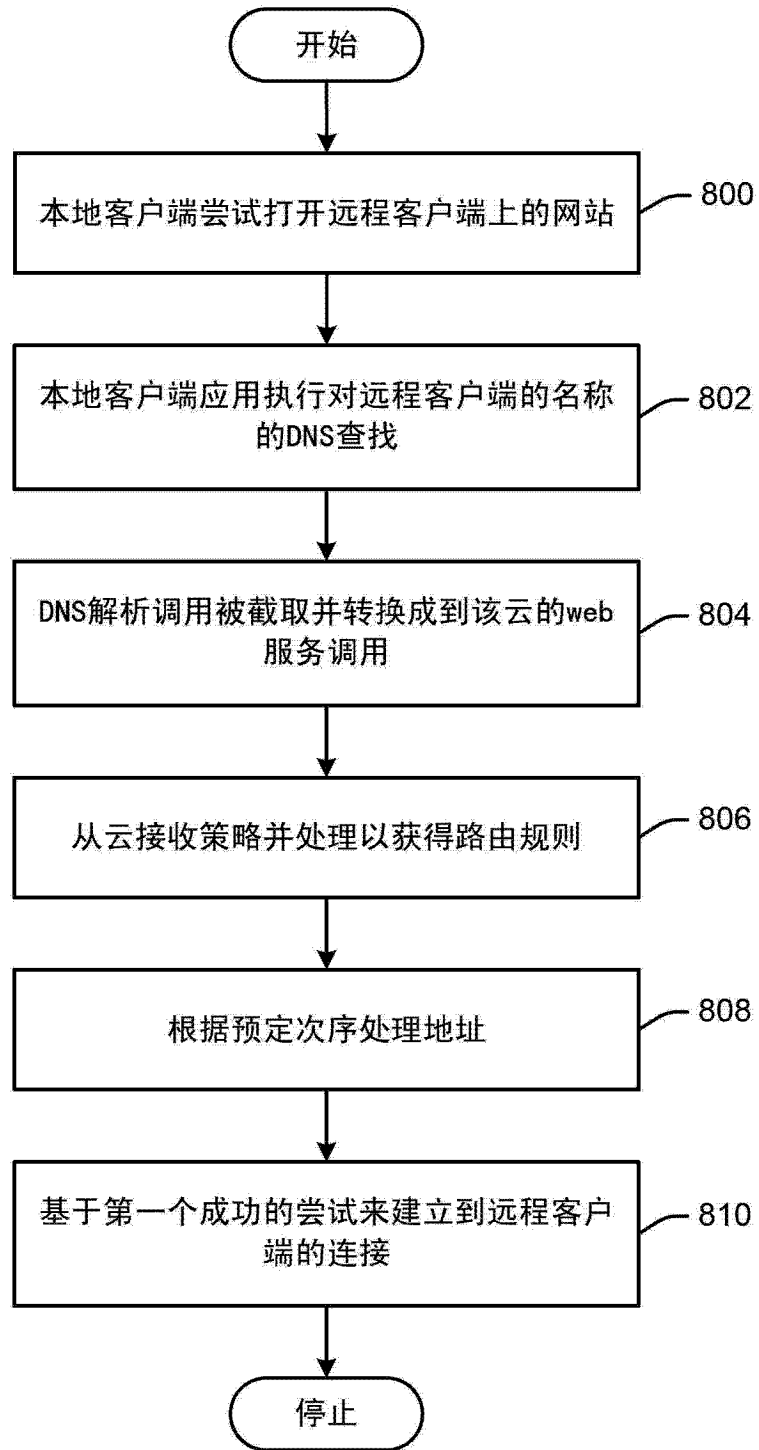 开始
本地客户端尝试打开远程客户端上的网站
800
本地客户端应用执行对远程客户端的名称
的DNS查找
802
DNS解析调用被截取并转换成到该云的web
服务调用
804
从云接收策略并处理以获得路由规则
806
根据预定次序处理地址
808
基于第一个成功的尝试来建立到远程客户
端的连接
810
停止